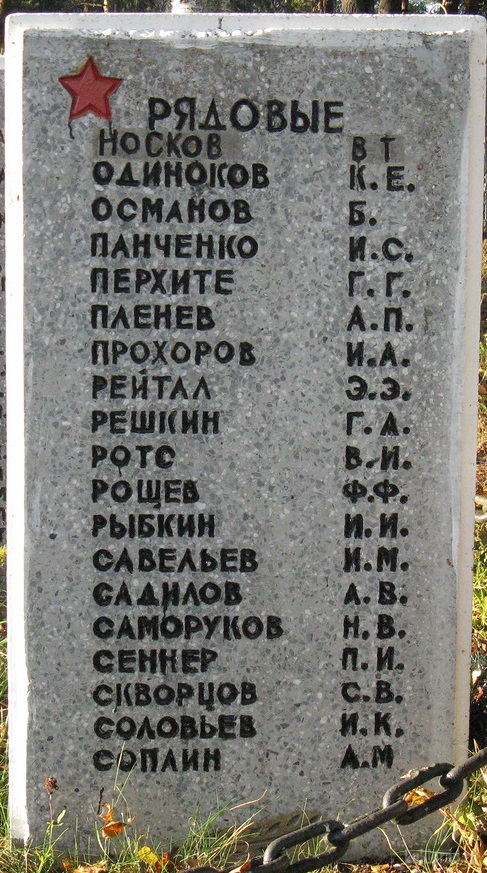 РЯДОВЫЕ
НОСКОВ В Т
ОДИНОКОВ К.Е.
ОСМАНОВ Б.
ПАНЧЕНКО И.С.
ПЕРХИТЕ Г.Г.
ПЛЕНЕВ А.П.
ПРОХОРОВ И.А.
РЕЙТАЛ Э.Э.
РЕШКИН Г.А.
РОТС В.И.
РОЩЕВ Ф.Ф.
РЫБКИН И.И.
САВЕЛЬЕВ И.М.
САДИЛОВ А.В.
САМОРУКОВ Н.В.
СЕННЕР П.И.
СКВОРЦОВ С.В.
СОЛОВЬЕВ И.К.
СОПЛИН А.М